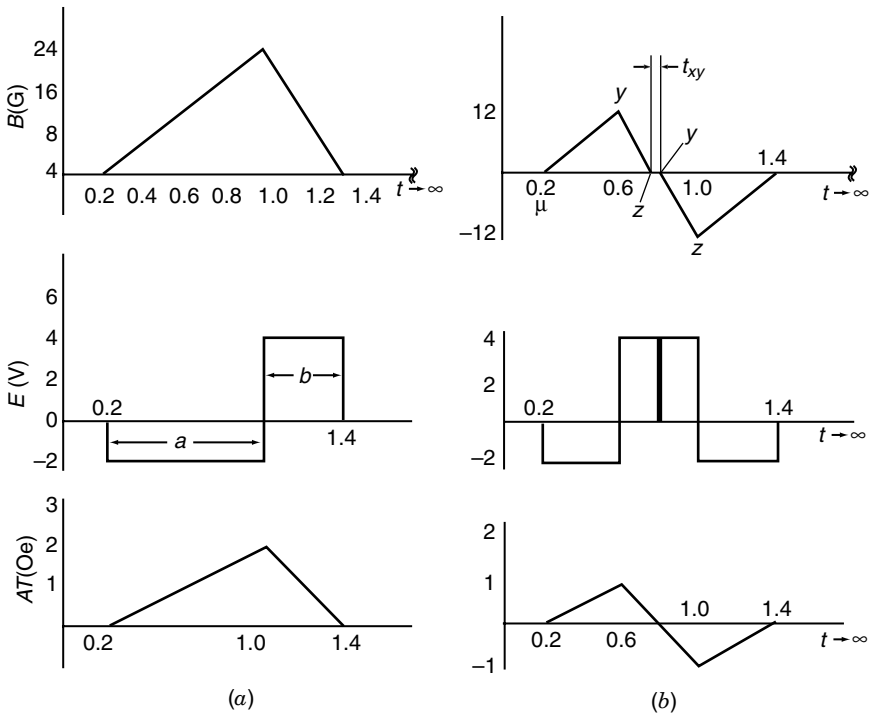 B(G)
24
16
8
4
0.2 0.4 0.6 0.8 1.0 1.2 1.4 t → ∞
12
−12
y
t_xy
y
1.4
0.2 0.6 1.0 t → ∞
μ
z
z
E (V)
6
4
2
0
−2
0.2
a
b
1.4
4
2
−2
0.2
1.4
t → ∞
AT(Oe)
3
2
1
0.2 1.0 1.4
2
1
−1
1.0 1.4
0.2 0.6 t → ∞
(a)
(b)